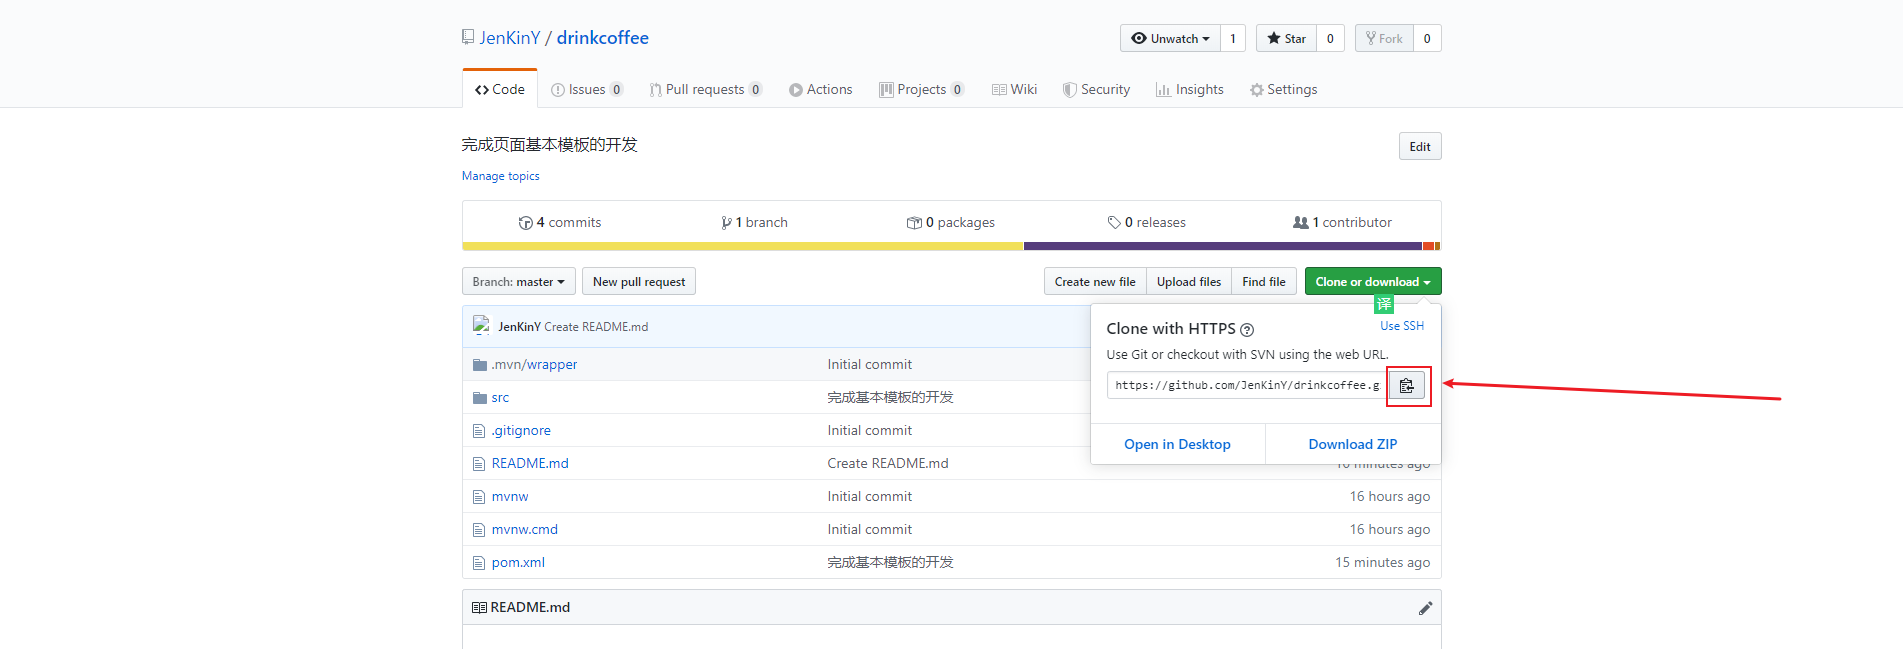 JenKinY / drinkcoffee
Unwatch 1 Star 0 Fork 0
Code Issues 0 Pull requests 0 Actions Projects 0 Wiki Security Insights Settings
完成页面基本模板的开发 Edit
Manage topics
4 commits 1 branch 0 packages 0 releases 1 contributor
Branch: master New pull request Create new file Upload files Find file Clone or download
译
JenKinY Create README.md
Clone with HTTPS Use SSH
Use Git or checkout with SVN using the web URL.
https://github.com/JenKinY/drinkcoffee.g
Open in Desktop Download ZIP
.mvn/wrapper Initial commit
src 完成基本模板的开发
.gitignore Initial commit
README.md Create README.md 10 minutes ago
mvnw Initial commit 16 hours ago
mvnw.cmd Initial commit 16 hours ago
pom.xml 完成基本模板的开发 15 minutes ago
README.md